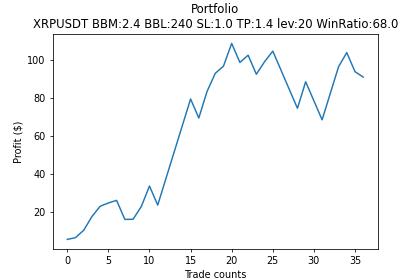 Portfolio
XRPUSDT BBM:2.4 BBL:240 SL:1.0 TP:1.4 lev:20 WinRatio:68.0
Profit ($)
100
80
60
40
20
0 5 10 15 20 25 30 35
Trade counts